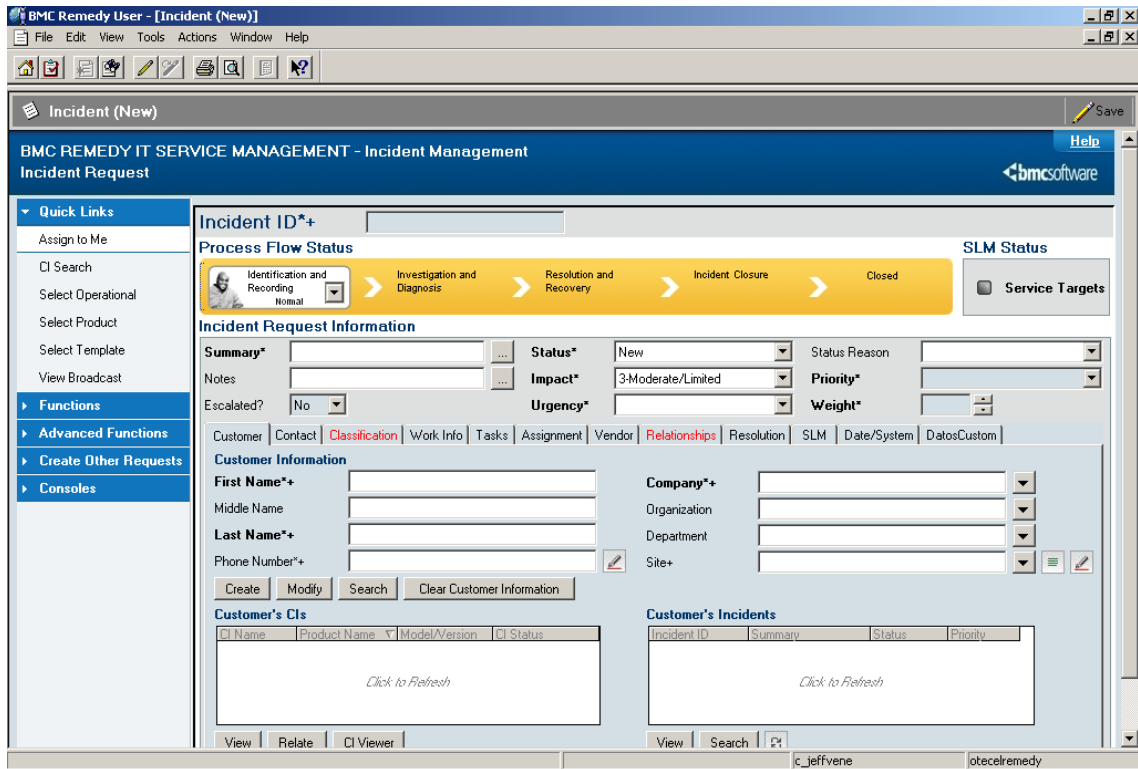 BMC Remedy User - [Incident (New)]
File Edit View Tools Actions Window Help
Incident (New) Save
Help
BMC REMEDY IT SERVICE MANAGEMENT - Incident Management
Incident Request
bmcsoftware
Quick Links
Assign to Me
CI Search
Select Operational
Select Product
Select Template
View Broadcast
Functions
Advanced Functions
Create Other Requests
Consoles
Incident ID*+
Process Flow Status SLM Status
Identification and
Recording
Normal
Investigation and
Diagnosis
Resolution and
Recovery
Incident Closure
Closed
Service Targets
Incident Request Information
Summary* ... Status* New Status Reason
Notes ... Impact* 3-Moderate/Limited Priority*
Escalated? No Urgency* Weight*
Customer Contact Classification Work Info Tasks Assignment Vendor Relationships Resolution SLM Date/System DatosCustom
Customer Information
First Name*+ Company*+
Middle Name Organization
Last Name*+ Department
Phone Number*+ Site+
Create Modify Search Clear Customer Information
Customer's CIs Customer's Incidents
CI Name Product Name Model/Version CI Status Incident ID Summary Status Priority
Click to Refresh Click to Refresh
View Relate CI Viewer View Search
c_jeffvene otecelremedy